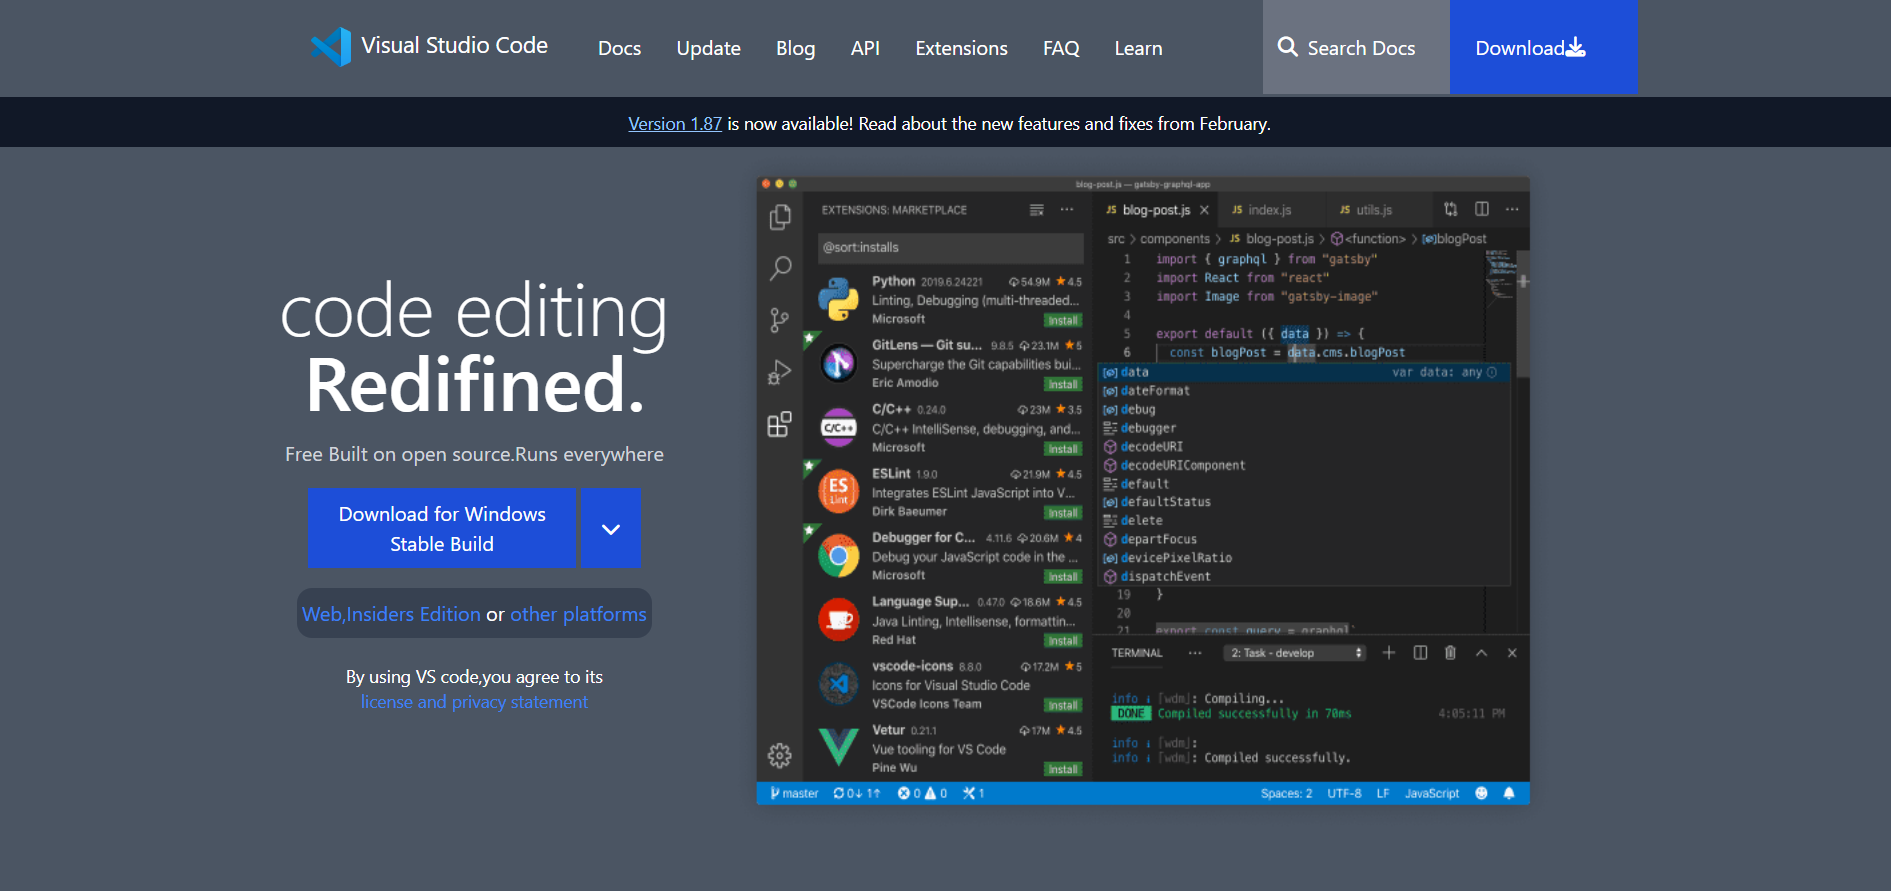 Visual Studio Code
Docs
Update
Blog
API
Extensions
FAQ
Learn
Search Docs
Download
Version 1.87 is now available! Read about the new features and fixes from February.
code editing
Redifined.
Free Built on open source.Runs everywhere
Download for Windows
Stable Build
Web,Insiders Edition or other platforms
By using VS code,you agree to its
license and privacy statement
blog-post.js — gatsby-graphql-app
EXTENSIONS: MARKETPLACE
@sort:installs
Python 2019.6.24221 54.9M 4.5
Linting, Debugging (multi-threaded...
Microsoft
Install
GitLens — Git su... 9.8.5 23.1M 5
Supercharge the Git capabilities bui...
Eric Amodio
Install
C/C++
C/C++ 0.24.0 23M 3.5
C/C++ IntelliSense, debugging, and...
Microsoft
Install
ES
Lint
ESLint 1.9.0 21.9M 4.5
Integrates ESLint JavaScript into V...
Dirk Baeumer
Install
Debugger for C... 4.11.6 20.6M 4
Debug your JavaScript code in the ...
Microsoft
Install
Language Sup... 0.47.0 18.6M 4.5
Java Linting, Intellisense, formattin...
Red Hat
Install
vscode-icons 8.8.0 17.2M 5
Icons for Visual Studio Code
VSCode Icons Team
Install
Vetur 0.21.1 17M 4.5
Vue tooling for VS Code
Pine Wu
Install
JS blog-post.js
JS index.js
JS utils.js
src > components > JS blog-post.js > <function> > blogPost
1 import { graphql } from "gatsby"
2 import React from "react"
3 import Image from "gatsby-image"
4
5 export default ({ data }) => {
6 const blogPost = data.cms.blogPost
data var data: any
dateFormat
debug
debugger
decodeURI
decodeURIComponent
default
defaultStatus
delete
departFocus
devicePixelRatio
dispatchEvent
19 }
20
21 export const query = graphql`
TERMINAL ... 2: Task - develop
info [wdm]: Compiling...
DONE Compiled successfully in 70ms 4:05:11 PM
info [wdm]:
info [wdm]: Compiled successfully.
master 0↓ 1↑ 0 0 1
Spaces: 2 UTF-8 LF JavaScript